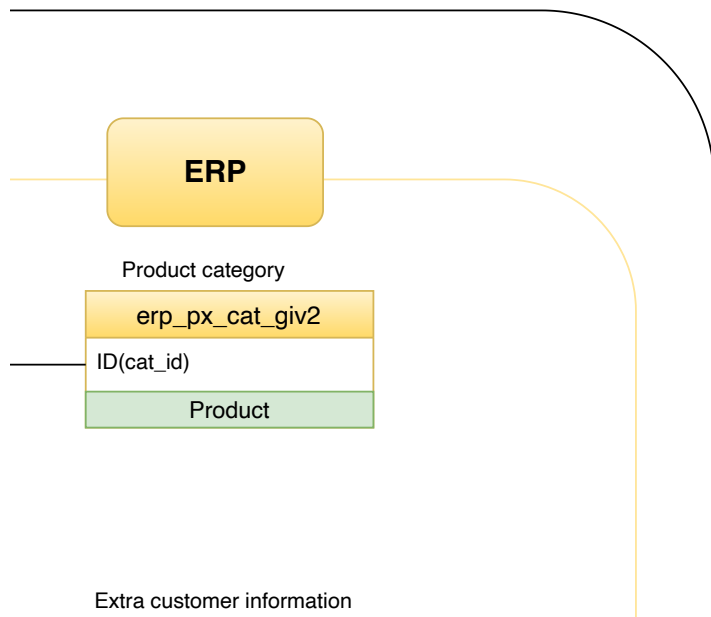 ERP
Product category
erp_px_cat_giv2
ID(cat_id)
Product
Extra customer information